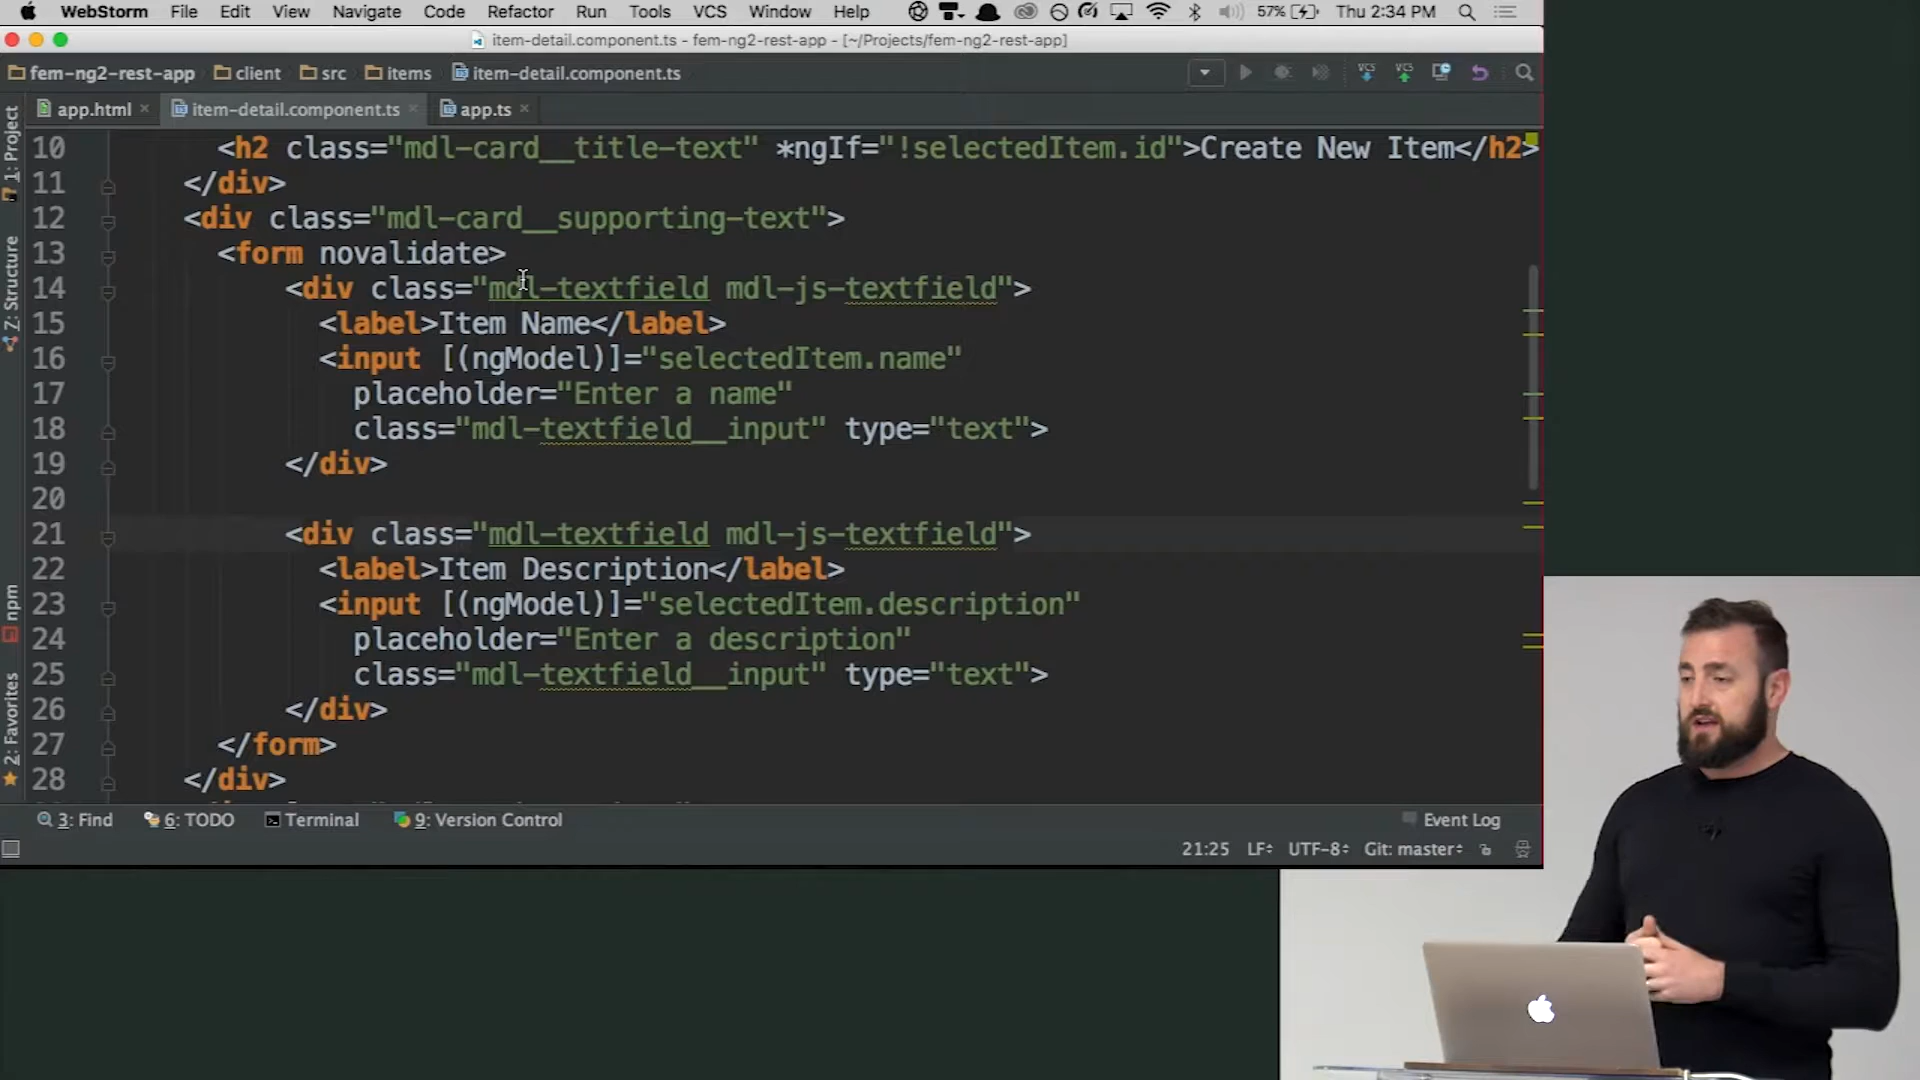 WebStorm File Edit View Navigate Code Refactor Run Tools VCS Window Help 57% Thu 2:34 PM
item-detail.component.ts - fem-ng2-rest-app - [~/Projects/fem-ng2-rest-app]
fem-ng2-rest-app client src items item-detail.component.ts VCS VCS
app.html item-detail.component.ts app.ts
1: Project
Z: Structure
npm
2: Favorites
10 <h2 class="mdl-card__title-text" *ngIf="!selectedItem.id">Create New Item</h2>
11 </div>
12 <div class="mdl-card__supporting-text">
13 <form novalidate>
14 <div class="mdl-textfield mdl-js-textfield">
15 <label>Item Name</label>
16 <input [(ngModel)]="selectedItem.name"
17 placeholder="Enter a name"
18 class="mdl-textfield__input" type="text">
19 </div>
20
21 <div class="mdl-textfield mdl-js-textfield">
22 <label>Item Description</label>
23 <input [(ngModel)]="selectedItem.description"
24 placeholder="Enter a description"
25 class="mdl-textfield__input" type="text">
26 </div>
27 </form>
28 </div>
3: Find 6: TODO Terminal 9: Version Control Event Log
21:25 LF UTF-8 Git: master